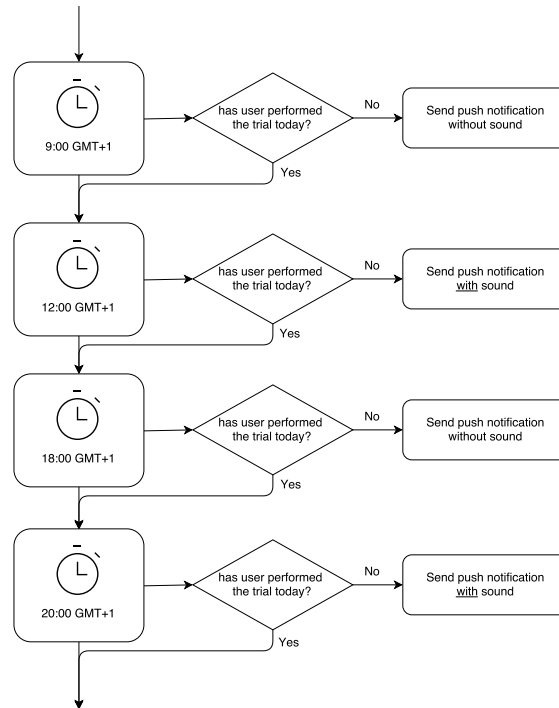 has user performed
the trial today?
No
Send push notification
without sound
9:00 GMT+1
Yes
has user performed
the trial today?
No
Send push notification
with sound
12:00 GMT+1
Yes
has user performed
the trial today?
No
Send push notification
without sound
18:00 GMT+1
Yes
has user performed
the trial today?
No
Send push notification
with sound
20:00 GMT+1
Yes